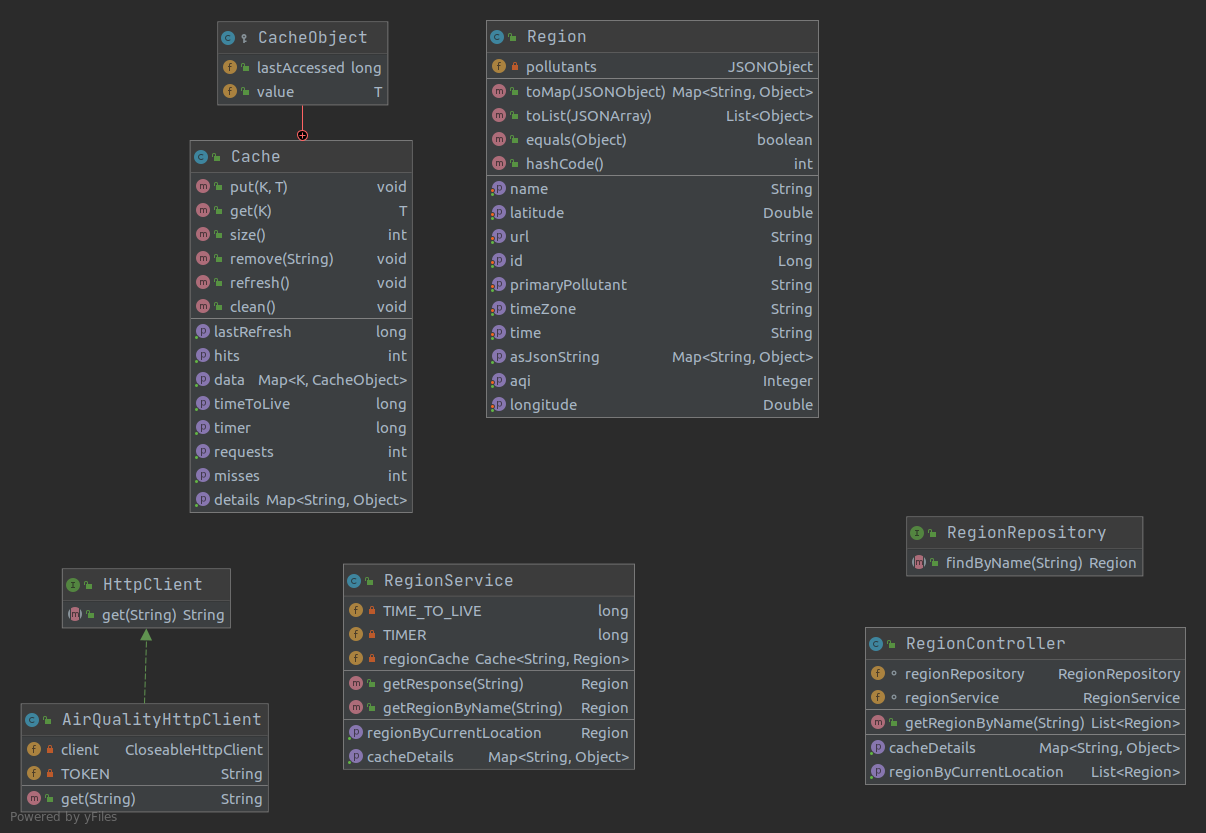 CacheObject
lastAccessed long
value T
Cache
put(K, T) void
get(K) T
size() int
remove(String) void
refresh() void
clean() void
lastRefresh long
hits int
data Map<K, CacheObject>
timeToLive long
timer long
requests int
misses int
details Map<String, Object>
Region
pollutants JSONObject
toMap(JSONObject) Map<String, Object>
toList(JSONArray) List<Object>
equals(Object) boolean
hashCode() int
name String
latitude Double
url String
id Long
primaryPollutant String
timeZone String
time String
asJsonString Map<String, Object>
aqi Integer
longitude Double
HttpClient
get(String) String
AirQualityHttpClient
client CloseableHttpClient
TOKEN String
get(String) String
RegionService
TIME_TO_LIVE long
TIMER long
regionCache Cache<String, Region>
getResponse(String) Region
getRegionByName(String) Region
regionByCurrentLocation Region
cacheDetails Map<String, Object>
RegionRepository
findByName(String) Region
RegionController
regionRepository RegionRepository
regionService RegionService
getRegionByName(String) List<Region>
cacheDetails Map<String, Object>
regionByCurrentLocation List<Region>
Powered by yFiles